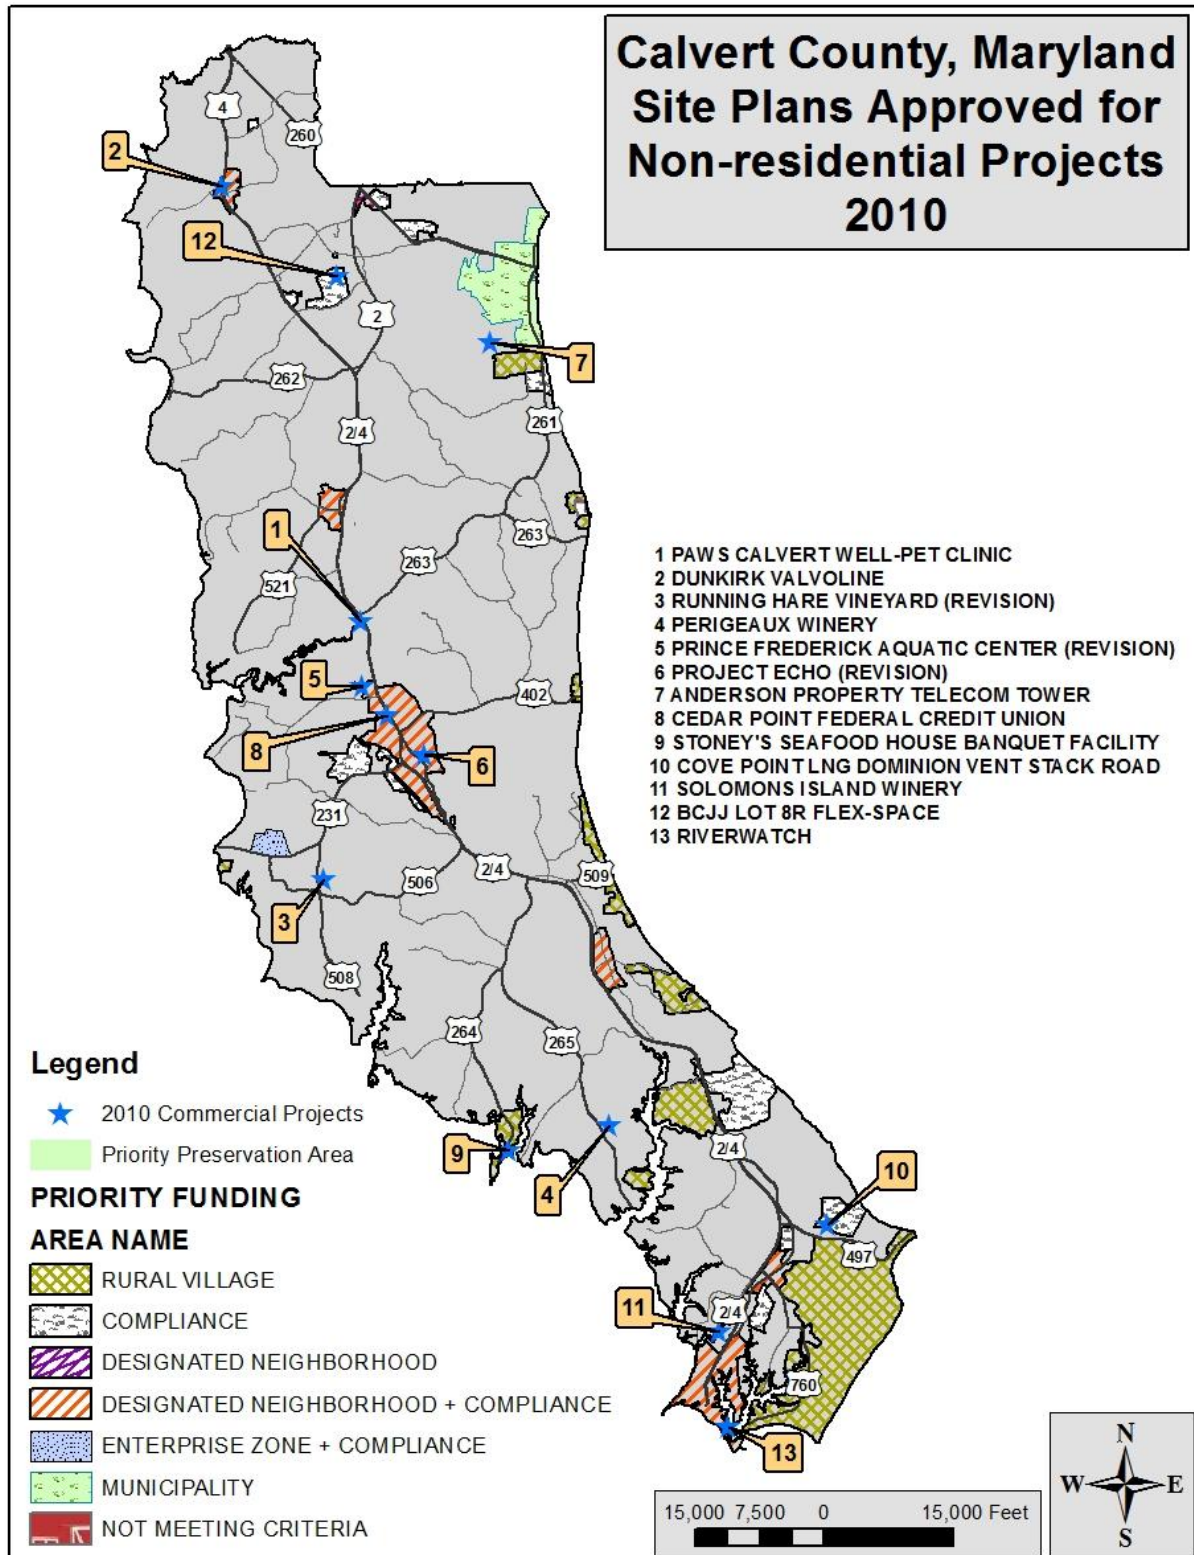 Calvert County, Maryland
Site Plans Approved for
Non-residential Projects
2010
4
260
2
12
2
7
262
2/4
261
1
263
263
521
5
402
8
6
231
2/4
509
506
3
508
264
265
9
4
2/4
10
497
11
2/4
760
13
1 PAWS CALVERT WELL-PET CLINIC
2 DUNKIRK VALVOLINE
3 RUNNING HARE VINEYARD (REVISION)
4 PERIGEAUX WINERY
5 PRINCE FREDERICK AQUATIC CENTER (REVISION)
6 PROJECT ECHO (REVISION)
7 ANDERSON PROPERTY TELECOM TOWER
8 CEDAR POINT FEDERAL CREDIT UNION
9 STONEY'S SEAFOOD HOUSE BANQUET FACILITY
10 COVE POINT LNG DOMINION VENT STACK ROAD
11 SOLOMONS ISLAND WINERY
12 BCJJ LOT 8R FLEX-SPACE
13 RIVERWATCH
Legend
2010 Commercial Projects
Priority Preservation Area
PRIORITY FUNDING
AREA NAME
RURAL VILLAGE
COMPLIANCE
DESIGNATED NEIGHBORHOOD
DESIGNATED NEIGHBORHOOD + COMPLIANCE
ENTERPRISE ZONE + COMPLIANCE
MUNICIPALITY
NOT MEETING CRITERIA
15,000 7,500 0 15,000 Feet
N
W E
S